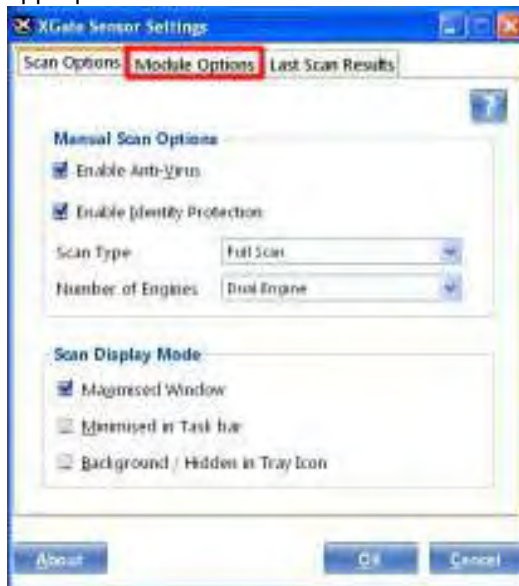 XGate Sensor Settings
Scan Options Module Options Last Scan Results
?
Manual Scan Options
Enable Anti-Virus
Enable Identity Protection
Scan Type Full Scan
Number of Engines Dual Engine
Scan Display Mode
Maximised Window
Minimised in Task bar
Background / Hidden in Tray Icon
About OK Cancel